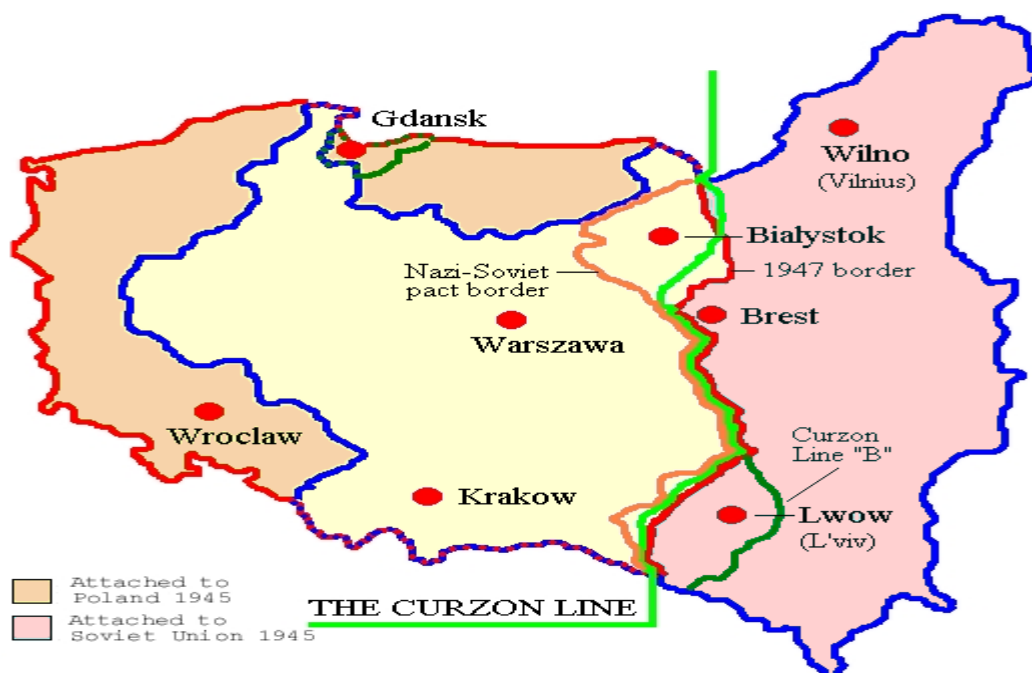 Gdansk
Wilno
(Vilnius)
Bialystok
Nazi-Soviet
pact border
1947 border
Brest
Warszawa
Wroclaw
Curzon
Line "B"
Krakow
Lwow
(L'viv)
Attached to
Poland 1945
THE CURZON LINE
Attached to
Soviet Union 1945